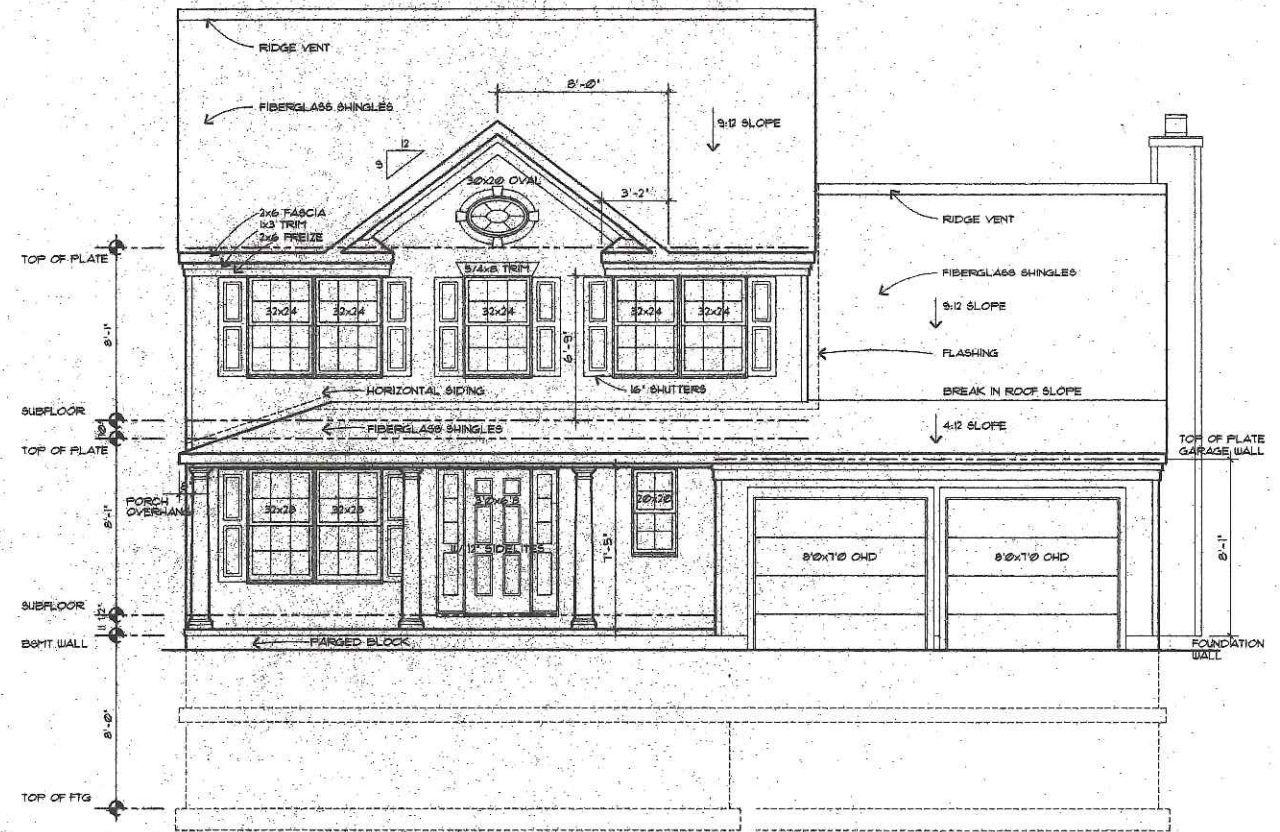 RIDGE VENT
FIBERGLASS SHINGLES
8'-0"
9:12 SLOPE
12
9
30x20 OVAL
3'-2"
2x6 FASCIA
1x3 TRIM
2x6 FREIZE
RIDGE VENT
TOP OF PLATE
5/4x8 TRIM
FIBERGLASS SHINGLES
32x24
32x24
32x24
32x24
32x24
9:12 SLOPE
8'-1"
6'-9"
FLASHING
HORIZONTAL SIDING
16" SHUTTERS
BREAK IN ROOF SLOPE
SUBFLOOR
FIBERGLASS SHINGLES
4:12 SLOPE
TOP OF PLATE
TOP OF PLATE
GARAGE WALL
PORCH
OVERHANG
8'-1"
32x28
32x28
3'0x6'8
20x20
11/12" SIDELITES
7'-5"
8'0x7'0 OHD
8'0x7'0 OHD
8'-1"
SUBFLOOR
BSMT WALL
PARGED BLOCK
FOUNDATION
WALL
8'-0"
TOP OF FTG